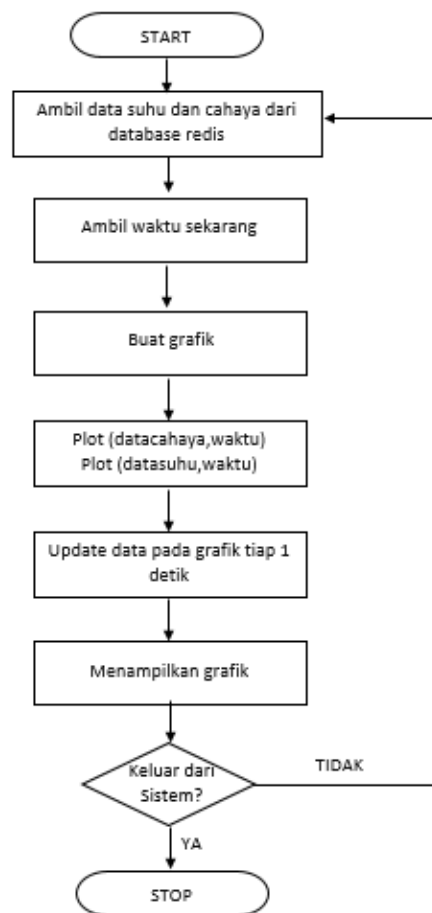 START
Ambil data suhu dan cahaya dari
database redis
Ambil waktu sekarang
Buat grafik
Plot (datacahaya,waktu)
Plot (datasuhu,waktu)
Update data pada grafik tiap 1
detik
Menampilkan grafik
Keluar dari
Sistem?
TIDAK
YA
STOP